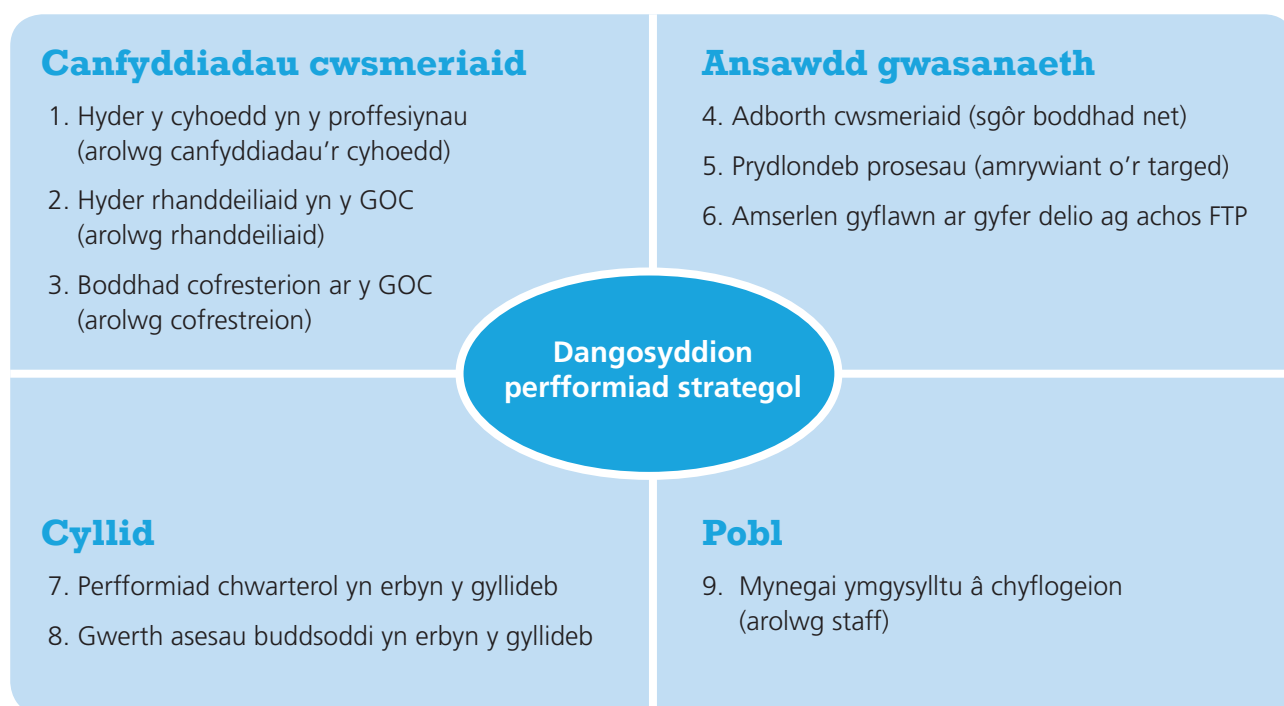 Canfyddiadau cwsmeriaid
1. Hyder y cyhoedd yn y proffesiynau
(arolwg canfyddiadau'r cyhoedd)
2. Hyder rhanddeiliaid yn y GOC
(arolwg rhanddeiliaid)
3. Boddhad cofresterion ar y GOC
(arolwg cofrestreion)
Ansawdd gwasanaeth
4. Adborth cwsmeriaid (sgôr boddhad net)
5. Prydlondeb prosesau (amrywiant o'r targed)
6. Amserlen gyflawn ar gyfer delio ag achos FTP
Dangosyddion
perfformiad strategol
Cyllid
7. Perfformiad chwarterol yn erbyn y gyllideb
8. Gwerth asesau buddsoddi yn erbyn y gyllideb
Pobl
9. Mynegai ymgysylltu â chyflogeion
(arolwg staff)